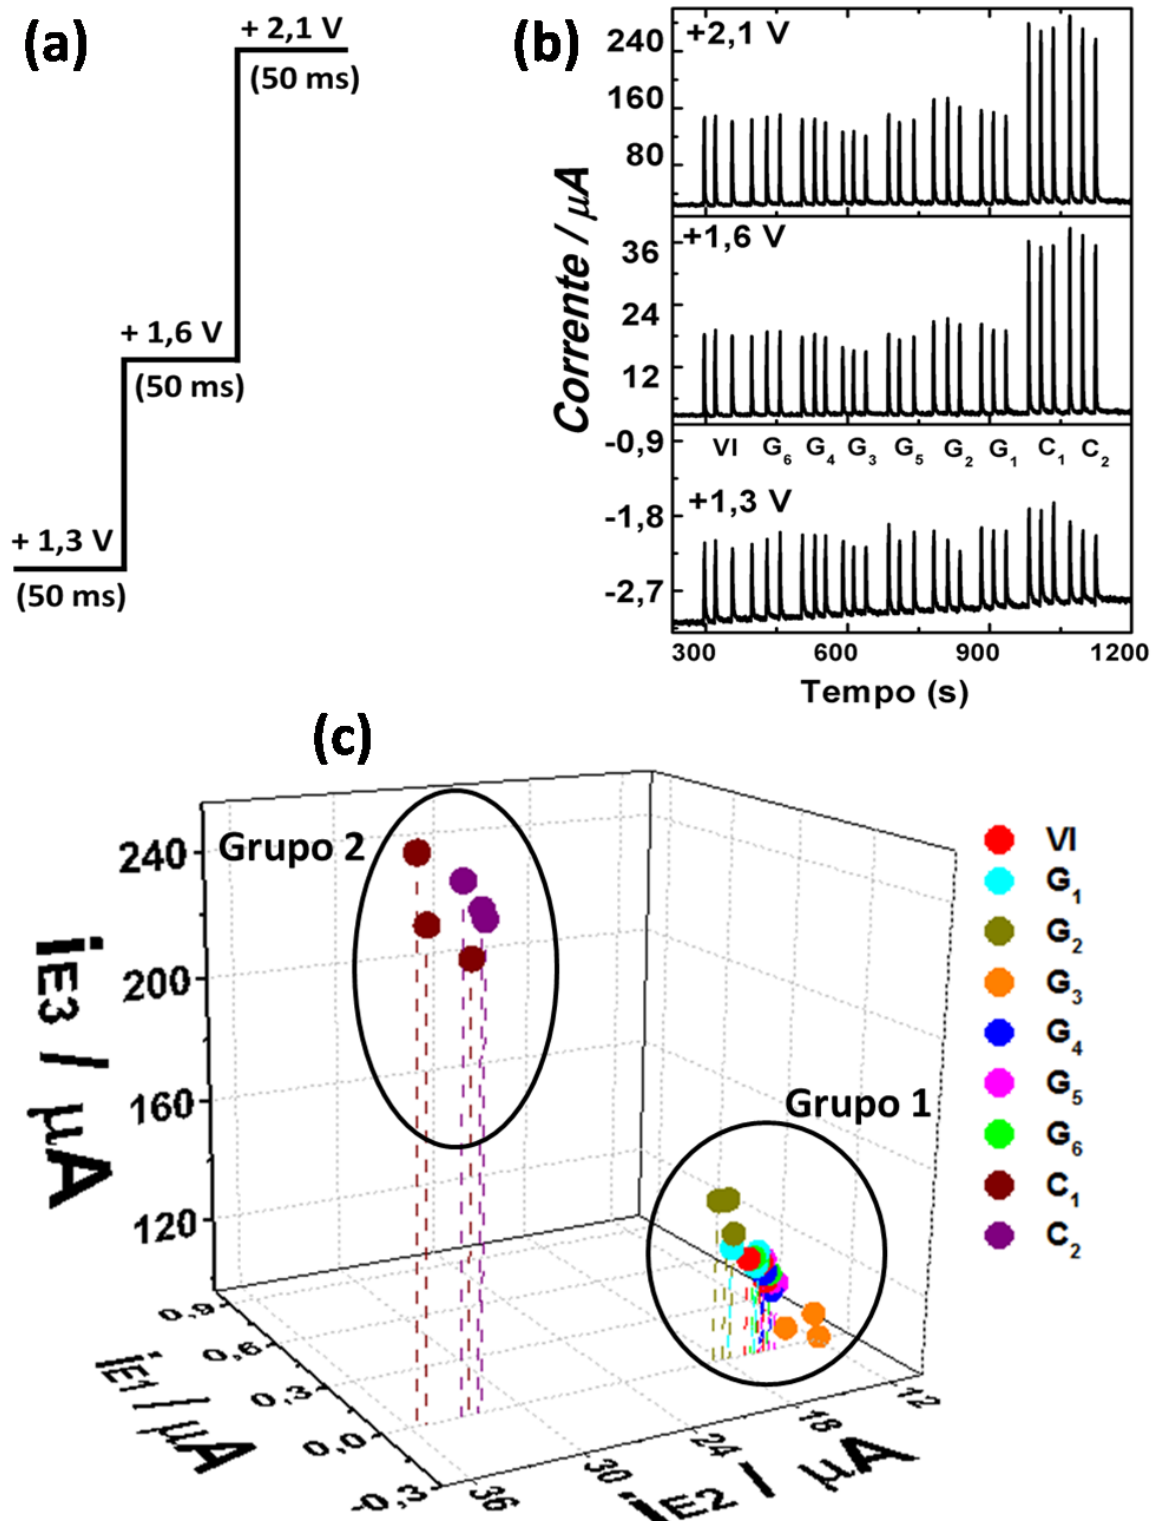 (a)
+ 2,1 V
(50 ms)
+ 1,6 V
(50 ms)
+ 1,3 V
(50 ms)
(b)
Corrente / µA
+2,1 V
240
160
80
+1,6 V
36
24
12
-0,9
VI G6 G4 G3 G5 G2 G1 C1 C2
+1,3 V
-1,8
-2,7
300 600 900 1200
Tempo (s)
(c)
Grupo 2
Grupo 1
240
200
160
120
iE3 / µA
0,9
0,6
0,3
0,0
-0,3
iE1 / µA
36
30
24
18
12
iE2 / µA
VI
G1
G2
G3
G4
G5
G6
C1
C2